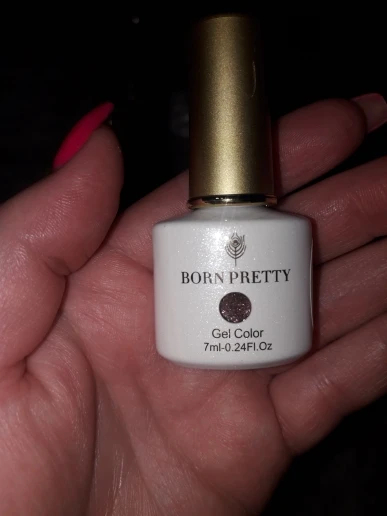 BORN PRETTY
Gel Color
7ml-0.24Fl.Oz